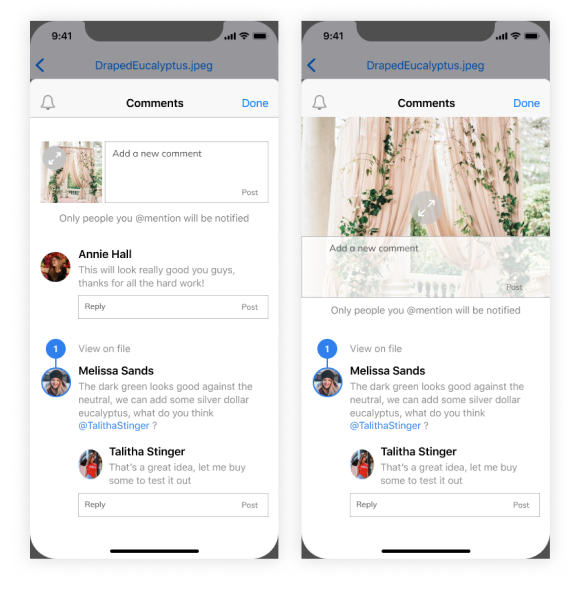 9:41
DrapedEucalyptus.jpeg
Comments
Done
Add a new comment
Post
Only people you @mention will be notified
Annie Hall
This will look really good you guys,
thanks for all the hard work!
Reply
Post
1
View on file
Melissa Sands
The dark green looks good against the
neutral, we can add some silver dollar
eucalyptus, what do you think
@TalithaStinger ?
Talitha Stinger
That's a great idea, let me buy
some to test it out
Reply
Post
9:41
DrapedEucalyptus.jpeg
Comments
Done
Add a new comment
Post
Only people you @mention will be notified
1
View on file
Melissa Sands
The dark green looks good against the
neutral, we can add some silver dollar
eucalyptus, what do you think
@TalithaStinger ?
Talitha Stinger
That's a great idea, let me buy
some to test it out
Reply
Post